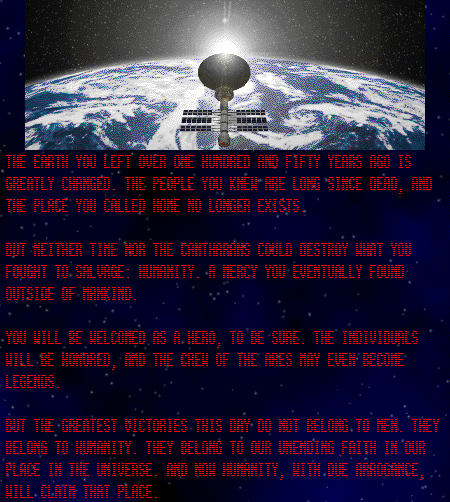 THE EARTH YOU LEFT OVER ONE HUNDRED AND FIFTY YEARS AGO IS
GREATLY CHANGED. THE PEOPLE YOU KNEW ARE LONG SINCE DEAD, AND
THE PLACE YOU CALLED HOME NO LONGER EXISTS.
BUT NEITHER TIME NOR THE CANTHARANS COULD DESTROY WHAT YOU
FOUGHT TO SALVAGE: HUMANITY. A MERCY YOU EVENTUALLY FOUND
OUTSIDE OF MANKIND.
YOU WILL BE WELCOMED AS A HERO, TO BE SURE. THE INDIVIDUALS
WILL BE HONORED, AND THE CREW OF THE ARES MAY EVEN BECOME
LEGENDS.
BUT THE GREATEST VICTORIES THIS DAY DO NOT BELONG TO MEN. THEY
BELONG TO HUMANITY. THEY BELONG TO OUR UNENDING FAITH IN OUR
PLACE IN THE UNIVERSE. AND NOW HUMANITY, WITH DUE ARROGANCE,
WILL CLAIM THAT PLACE.